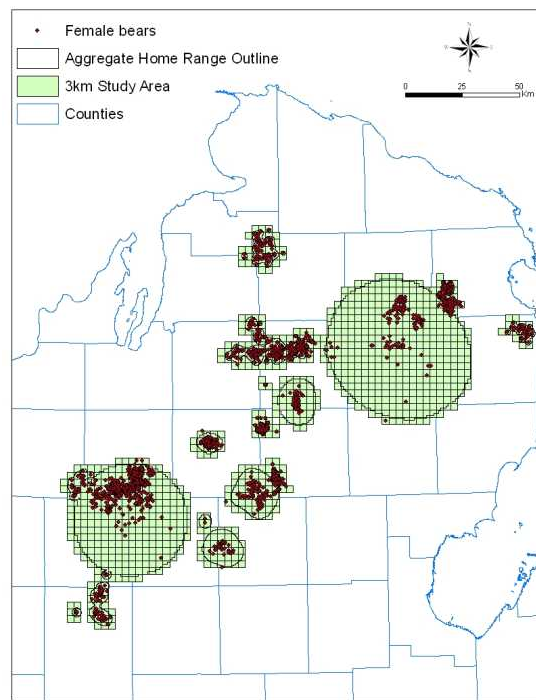 Female bears
Aggregate Home Range Outline
3km Study Area
Counties
N
0 25 50
Km